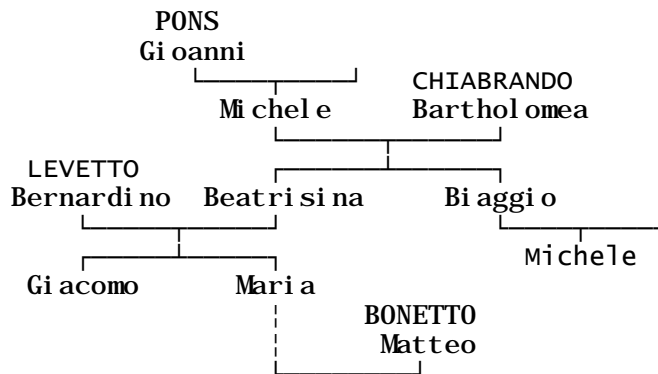 PONS
Gioanni
CHIABRANDO
Michele Bartholomea
LEVETTO
Bernardino Beatrisina Biaggio
Michele
Giacomo Maria
BONETTO
Matteo